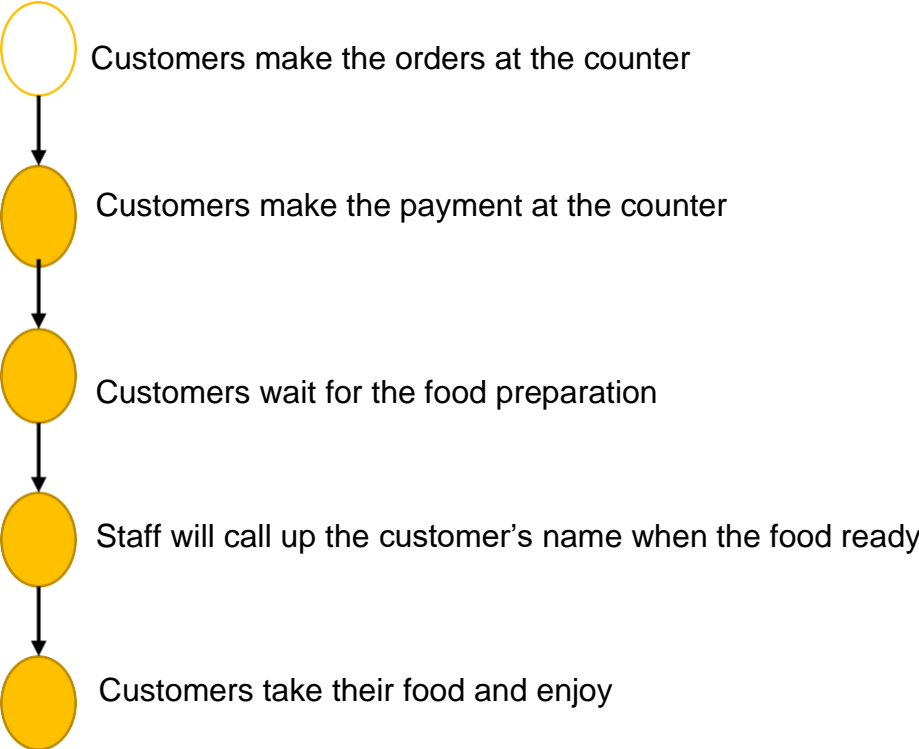 Customers make the orders at the counter
Customers make the payment at the counter
Customers wait for the food preparation
Staff will call up the customer’s name when the food ready
Customers take their food and enjoy